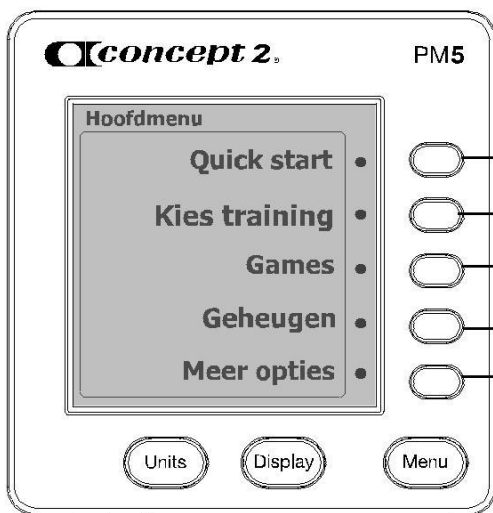 concept 2.
PM5
Hoofdmenu
Quick start
Kies training
Games
Geheugen
Meer opties
Units
Display
Menu